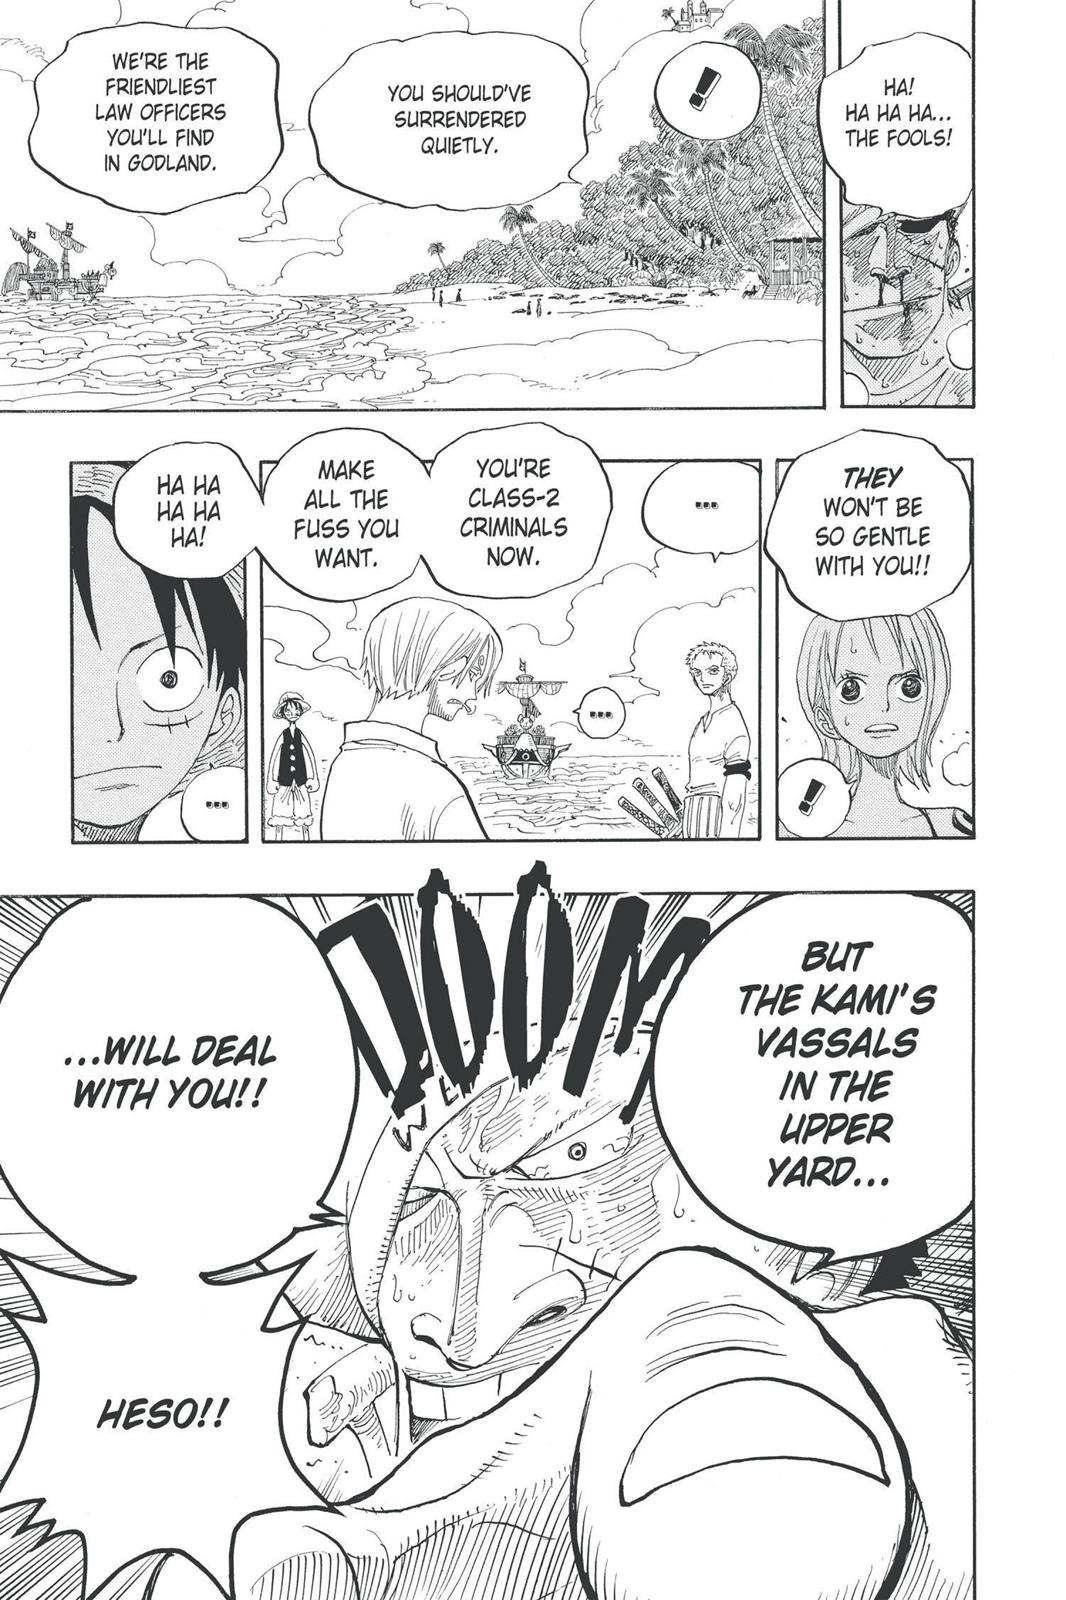 HA!
HA HA HA...
THE FOOLS!
!
YOU SHOULD'VE
SURRENDERED
QUIETLY.
WE'RE THE
FRIENDLIEST
LAW OFFICERS
YOU'LL FIND
IN GODLAND.
THEY
WON'T BE
SO GENTLE
WITH YOU!!
!
...
YOU'RE
CLASS-2
CRIMINALS
NOW.
...
MAKE
ALL THE
FUSS YOU
WANT.
HA HA
HA HA
HA!
...
BUT
THE KAMI'S
VASSALS
IN THE
UPPER
YARD...
DOOM
...WILL DEAL
WITH YOU!!
HESO!!